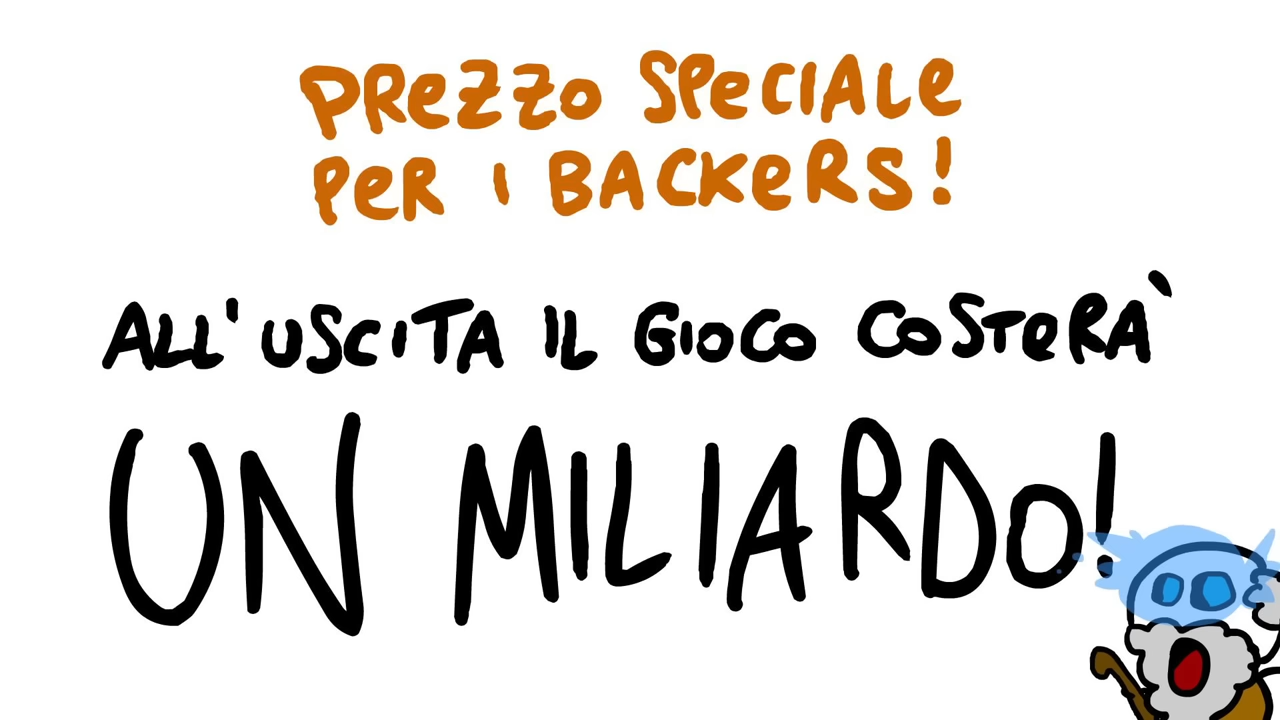 PREZZO SPECIALE
PER I BACKERS!
ALL'USCITA IL GIOCO COSTERÀ
UN MILIARDO!